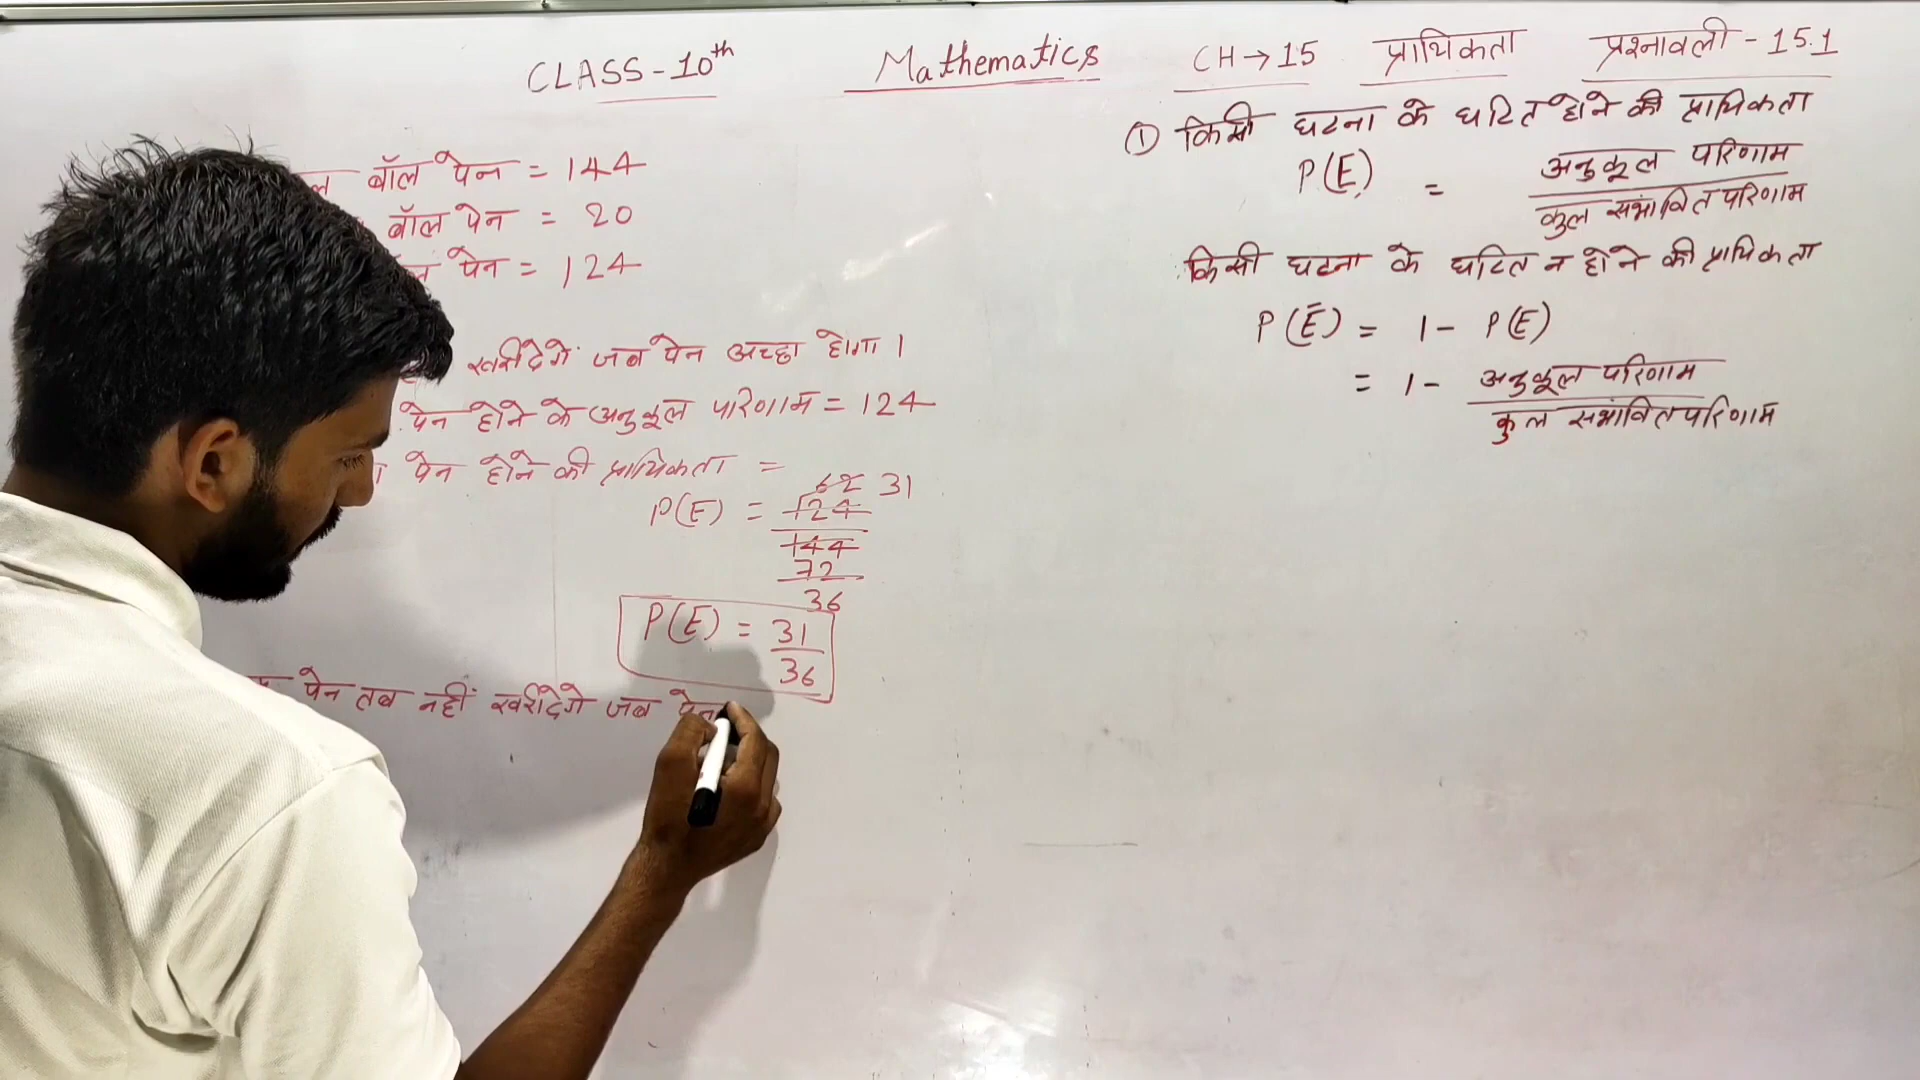 CLASS-10th Mathematics CH→15 प्रायिकता प्रश्नावली-15.1
बॉल पेन = 144
बॉल पेन = 20
पेन = 124
खरीदेंगे जब पेन अच्छा होगा।
पेन होने के अनुकूल परिणाम = 124
पेन होने की प्रायिकता =
62 31
P(E) = 124
144
72
36
P(E) = 31
36
पेन तब नहीं खरीदेंगे जब पेन
① किसी घटना के घटित होने की प्रायिकता
P(E) = अनुकूल परिणाम
कुल सभांवित परिणाम
किसी घटना के घटित न होने की प्रायिकता
P(Ē) = 1 - P(E)
= 1 - अनुकूल परिणाम
कुल सभांवित परिणाम